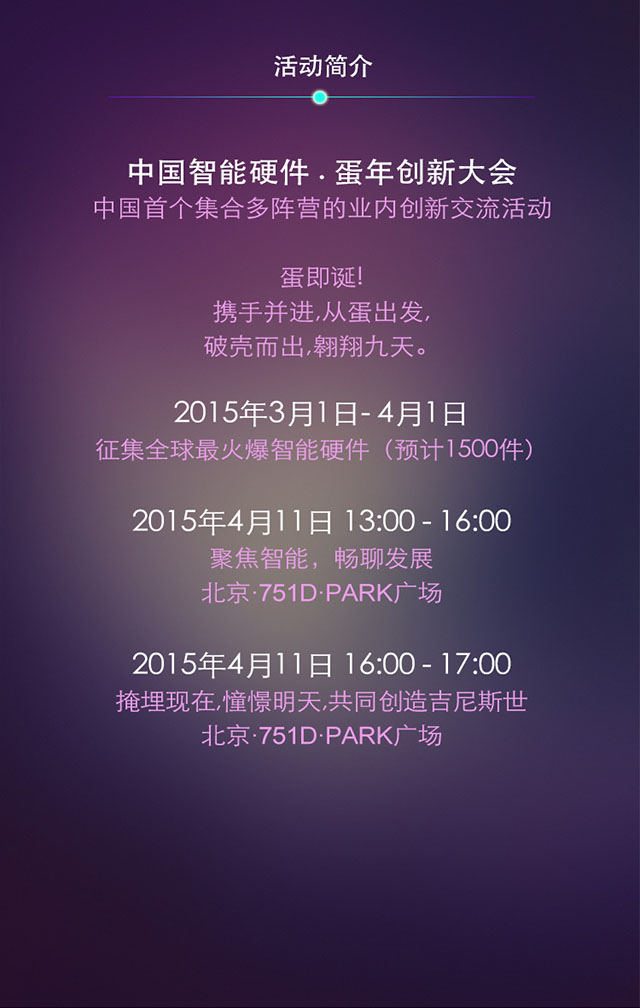 活动简介
中国智能硬件.蛋年创新大会
中国首个集合多阵营的业内创新交流活动
蛋即诞!
携手并进,从蛋出发,
破壳而出,翱翔九天。
2015年3月1日- 4月1日
征集全球最火爆智能硬件（预计1500件）
2015年4月11日 13:00 - 16:00
聚焦智能，畅聊发展
北京·751D·PARK广场
2015年4月11日 16:00 - 17:00
掩埋现在,憧憬明天,共同创造吉尼斯世
北京·751D·PARK广场